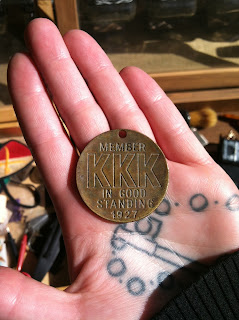 MEMBER
KKK
IN GOOD
STANDING
1927